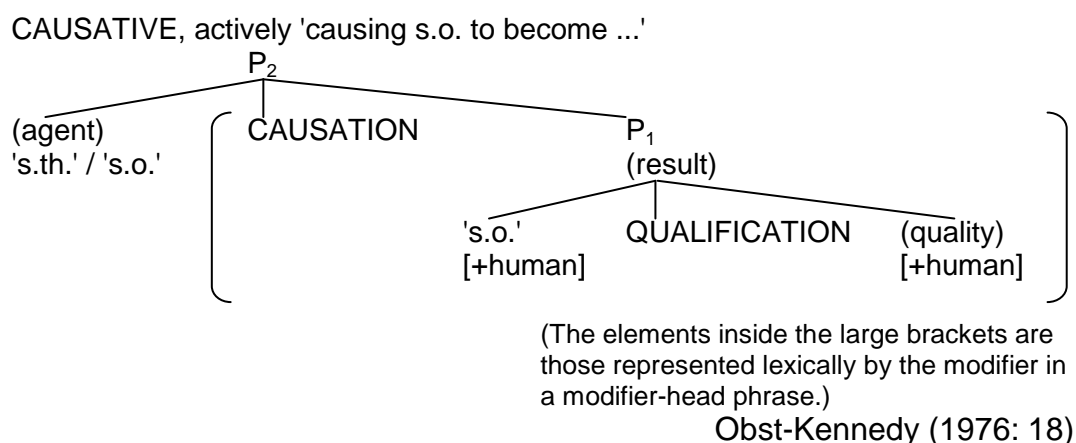 CAUSATIVE, actively 'causing s.o. to become ...'
P₂
(agent) CAUSATION P₁
's.th.' / 's.o.' (result)
's.o.' QUALIFICATION (quality)
[+human] [+human]
(The elements inside the large brackets are
those represented lexically by the modifier in
a modifier-head phrase.)
Obst-Kennedy (1976: 18)